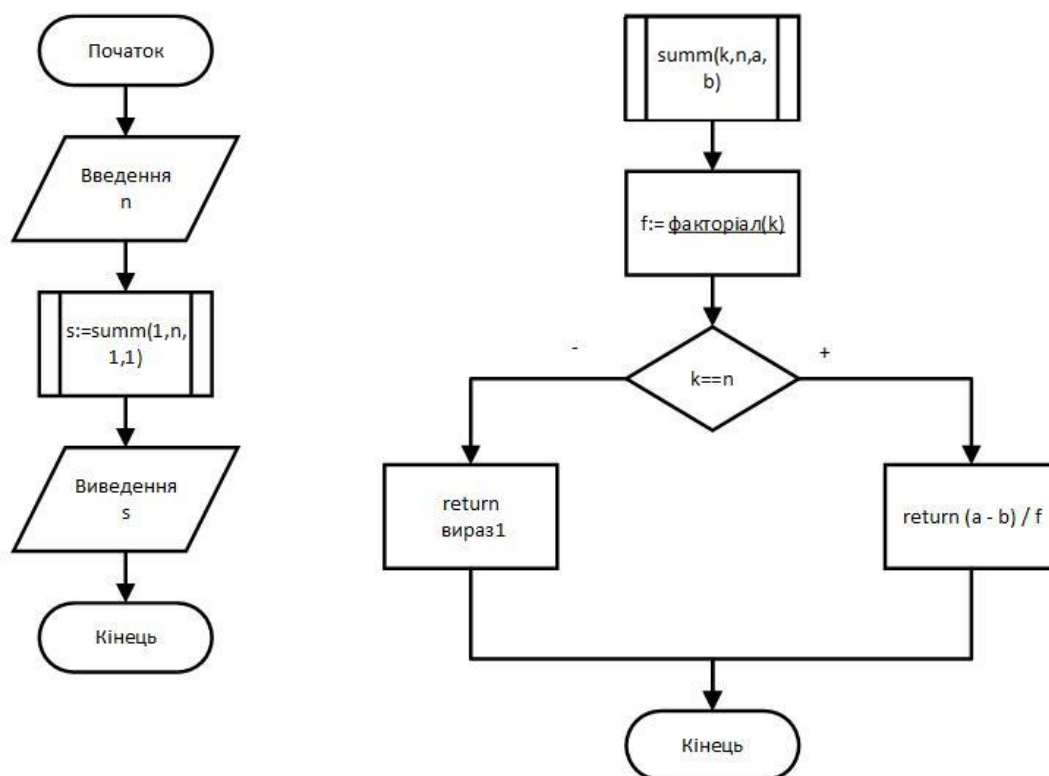 Початок
Введення
n
s:=summ(1,n,
1,1)
Виведення
s
Кінець
summ(k,n,a,
b)
f:= факторіал(k)
k==n
-
+
return
вираз1
return (a - b) / f
Кінець